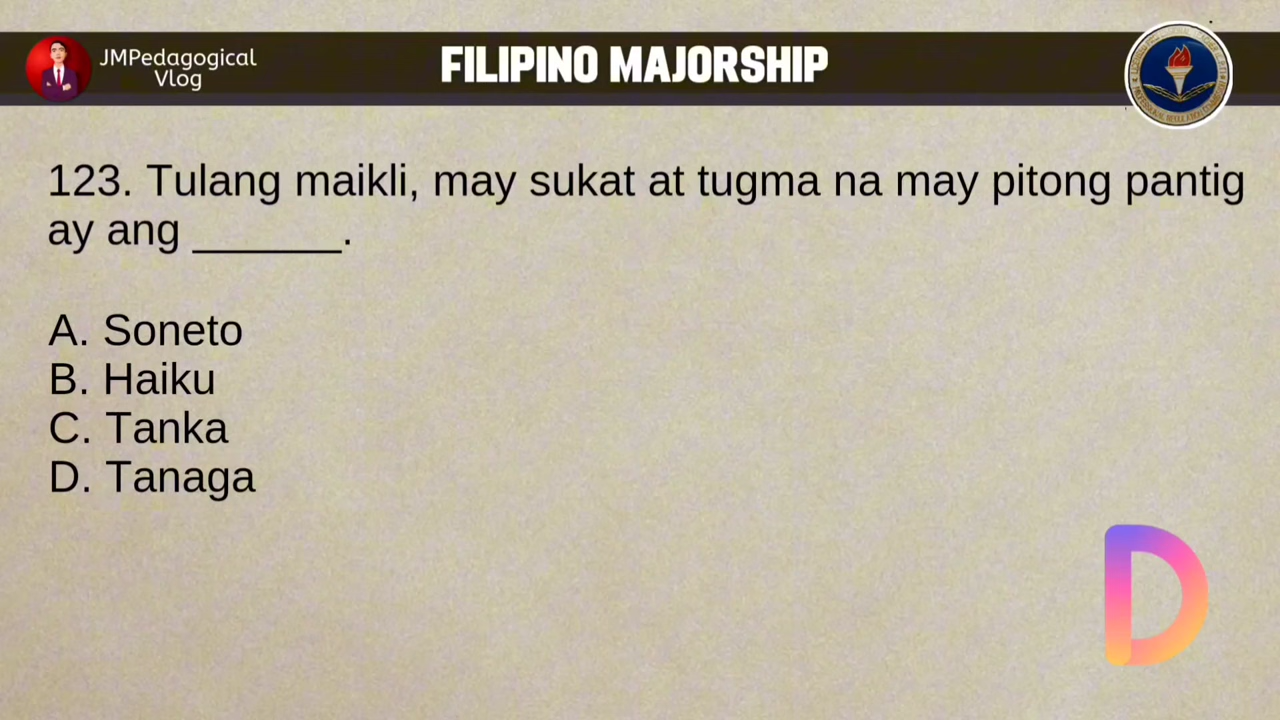 JMPedagogical
Vlog
FILIPINO MAJORSHIP
123. Tulang maikli, may sukat at tugma na may pitong pantig
ay ang ______.
A. Soneto
B. Haiku
C. Tanka
D. Tanaga
D